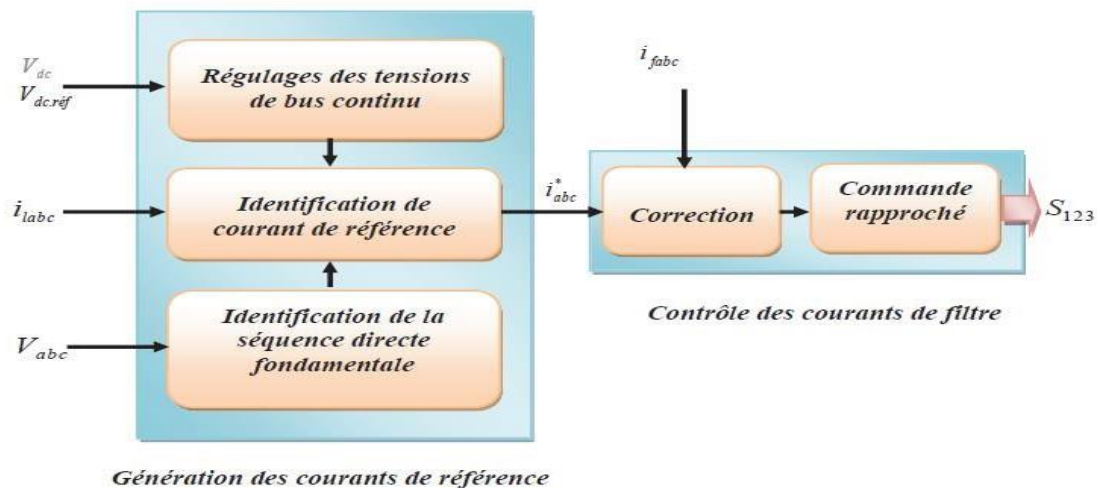 V_dc
V_dc.réf
Régulages des tensions
de bus continu
i_labc
Identification de
courant de référence
V_abc
Identification de la
séquence directe
fondamentale
Génération des courants de référence
i*_abc
i_fabc
Correction
Commande
rapproché
S_123
Contrôle des courants de filtre